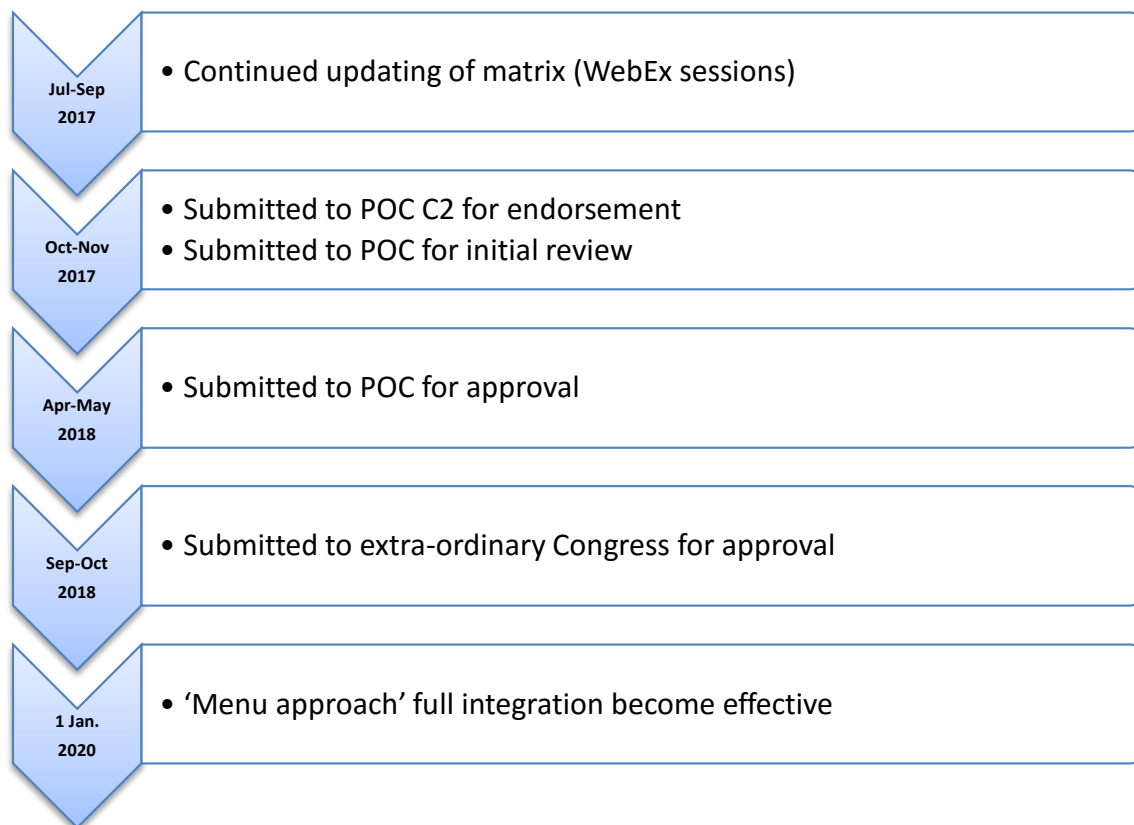 Jul-Sep
2017
• Continued updating of matrix (WebEx sessions)
Oct-Nov
2017
• Submitted to POC C2 for endorsement
• Submitted to POC for initial review
Apr-May
2018
• Submitted to POC for approval
Sep-Oct
2018
• Submitted to extra-ordinary Congress for approval
1 Jan.
2020
• ‘Menu approach’ full integration become effective